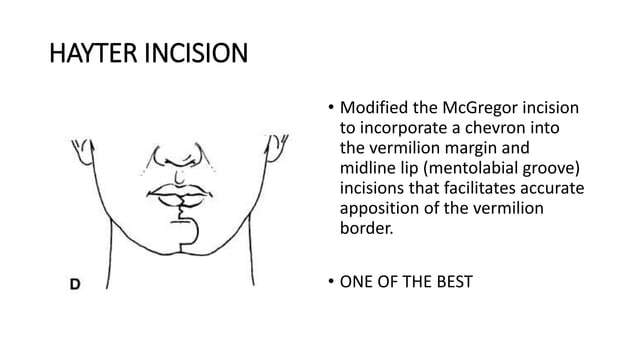 HAYTER INCISION
• Modified the McGregor incision
to incorporate a chevron into
the vermilion margin and
midline lip (mentolabial groove)
incisions that facilitates accurate
apposition of the vermilion
border.
• ONE OF THE BEST
D